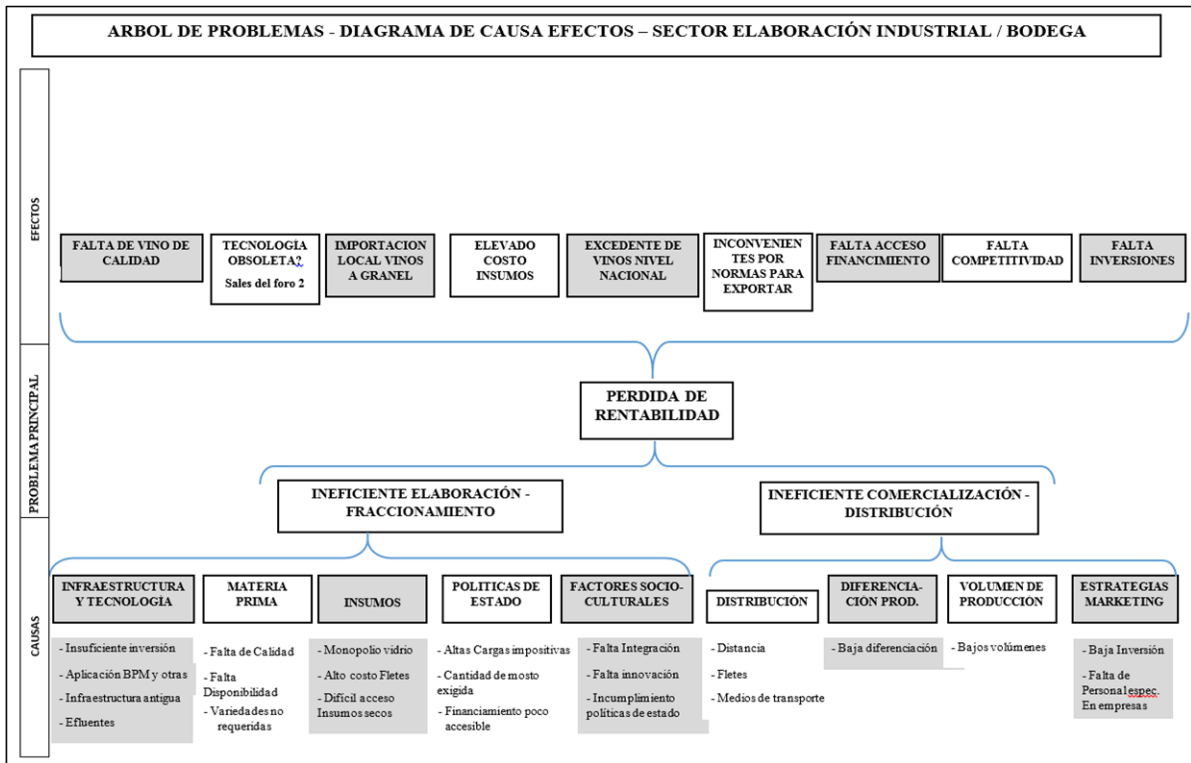 ARBOL DE PROBLEMAS - DIAGRAMA DE CAUSA EFECTOS – SECTOR ELABORACIÓN INDUSTRIAL / BODEGA
EFECTOS
FALTA DE VINO DE
CALIDAD
TECNOLOGÍA
OBSOLETA?
Sales del foro 2
IMPORTACION
LOCAL VINOS
A GRANEL
ELEVADO
COSTO
INSUMOS
EXCEDENTE DE
VINOS NIVEL
NACIONAL
INCONVENIEN
TES POR
NORMAS PARA
EXPORTAR
FALTA ACCESO
FINANCIMIENTO
FALTA
COMPETITIVIDAD
FALTA
INVERSIONES
PROBLEMA PRINCIPAL
PERDIDA DE
RENTABILIDAD
INEFICIENTE ELABORACIÓN -
FRACCIONAMIENTO
INEFICIENTE COMERCIALIZACIÓN -
DISTRIBUCIÓN
CAUSAS
INFRAESTRUCTURA
Y TECNOLOGÍA
- Insuficiente inversión
- Aplicación BPM y otras
- Infraestructura antigua
- Efluentes
MATERIA
PRIMA
- Falta de Calidad
- Falta
Disponibilidad
- Variedades no
requeridas
INSUMOS
- Monopolio vidrio
- Alto costo Fletes
- Difícil acceso
Insumos secos
POLITICAS DE
ESTADO
- Altas Cargas impositivas
- Cantidad de mosto
exigida
- Financiamiento poco
accesible
FACTORES SOCIO-
CULTURALES
- Falta Integración
- Falta innovación
- Incumplimiento
políticas de estado
DISTRIBUCIÓN
- Distancia
- Fletes
- Medios de transporte
DIFERENCIA-
CIÓN PROD.
- Baja diferenciación
VOLUMEN DE
PRODUCCIÓN
- Bajos volúmenes
ESTRATEGIAS
MARKETING
- Baja Inversión
- Falta de
Personal espec.
En empresas